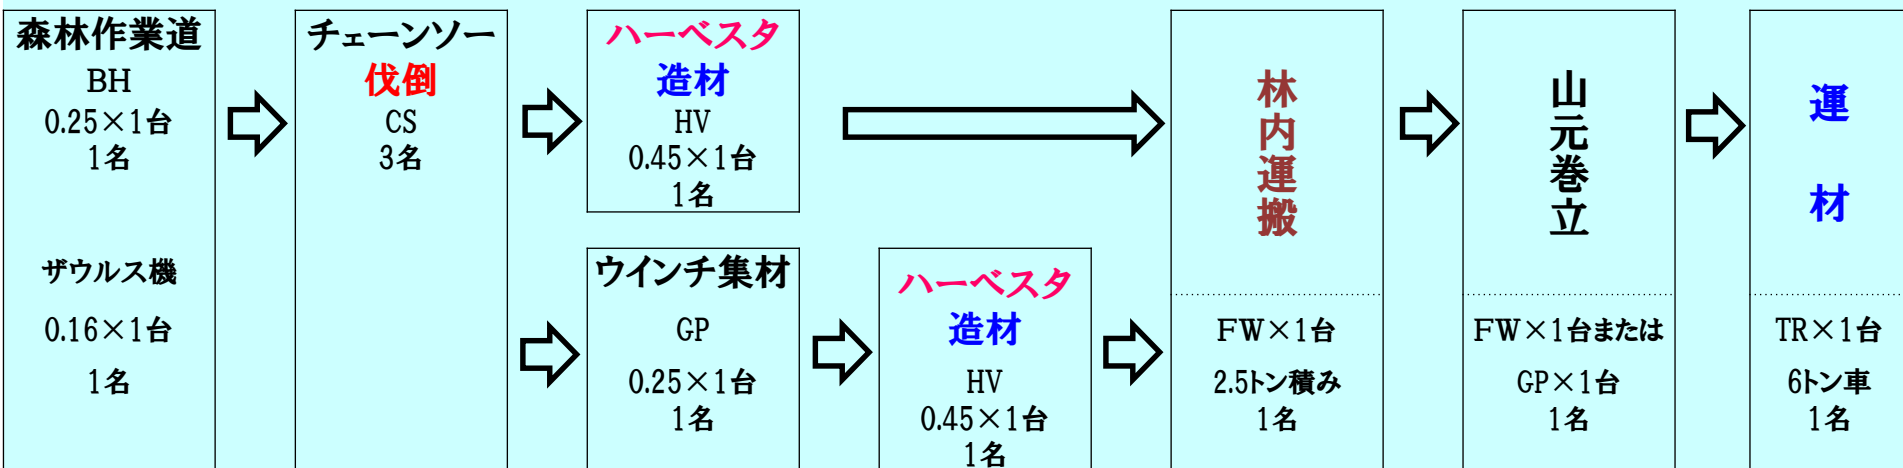 森林作業道
BH
0.25×1台
1名
ザウルス機
0.16×1台
1名
チェーンソー
伐倒
CS
3名
ハーベスタ
造材
HV
0.45×1台
1名
ウインチ集材
GP
0.25×1台
1名
ハーベスタ
造材
HV
0.45×1台
1名
林内運搬
FW×1台
2.5トン積み
1名
山元巻立
FW×1台または
GP×1台
1名
運材
TR×1台
6トン車
1名